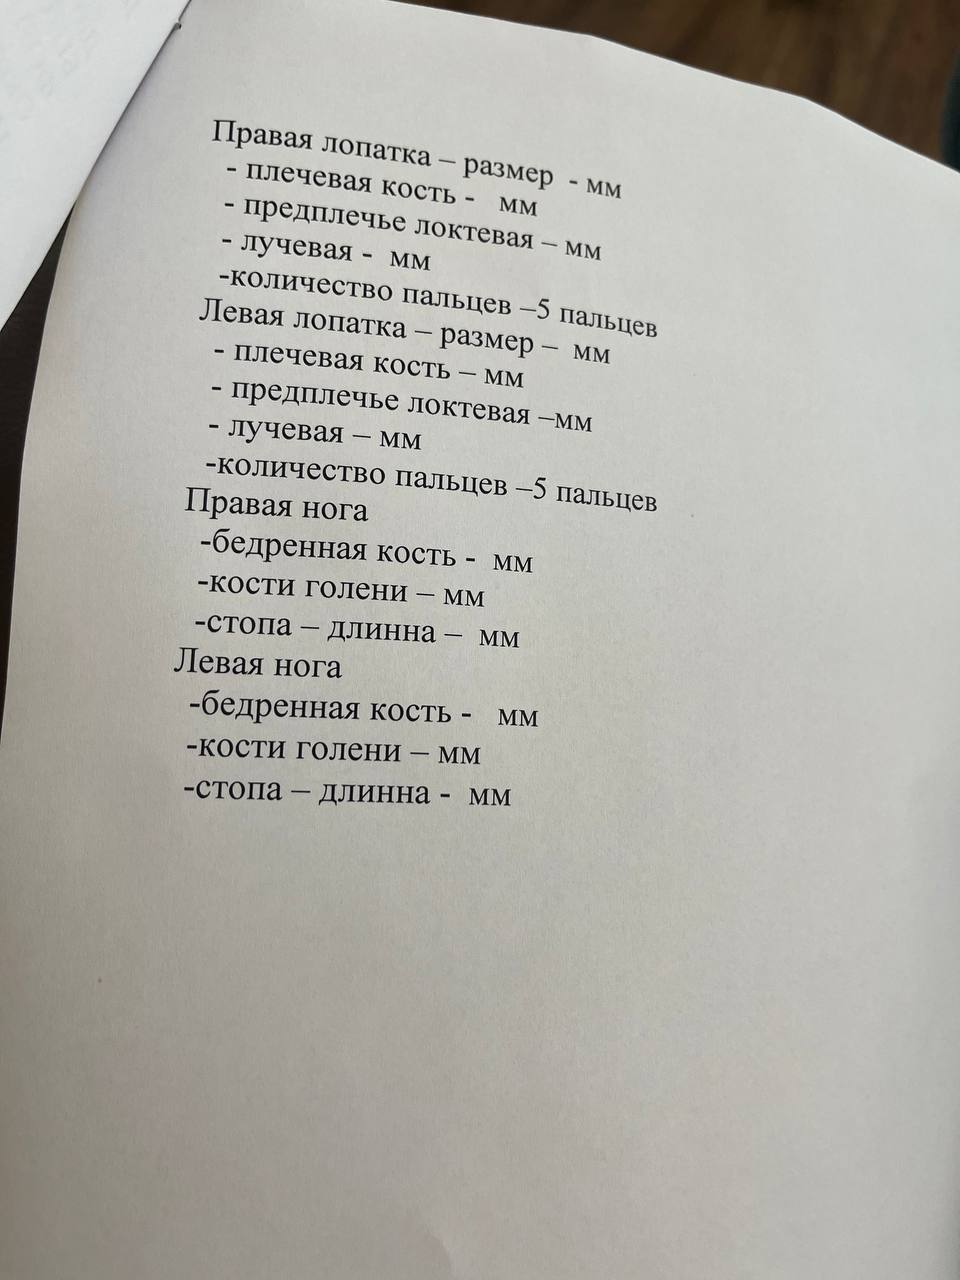 Правая лопатка – размер - мм
- плечевая кость - мм
- предплечье локтевая – мм
- лучевая - мм
-количество пальцев –5 пальцев
Левая лопатка – размер – мм
- плечевая кость – мм
- предплечье локтевая –мм
- лучевая – мм
-количество пальцев –5 пальцев
Правая нога
-бедренная кость - мм
-кости голени – мм
-стопа – длинна – мм
Левая нога
-бедренная кость - мм
-кости голени – мм
-стопа – длинна - мм